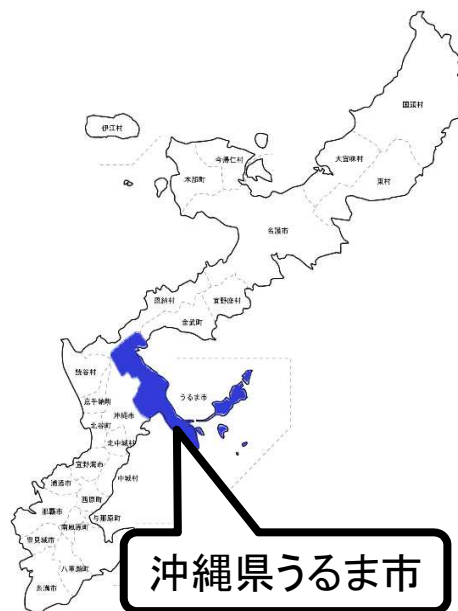 国頭村
伊江村
今帰仁村
大宜味村
本部町
東村
名護市
恩納村
宜野座村
金武町
読谷村
うるま市
嘉手納町
沖縄市
北谷町
北中城村
宜野湾市
中城村
浦添市
西原町
那覇市
与那原町
南風原町
豊見城市
八重瀬町
糸満市
沖縄県うるま市